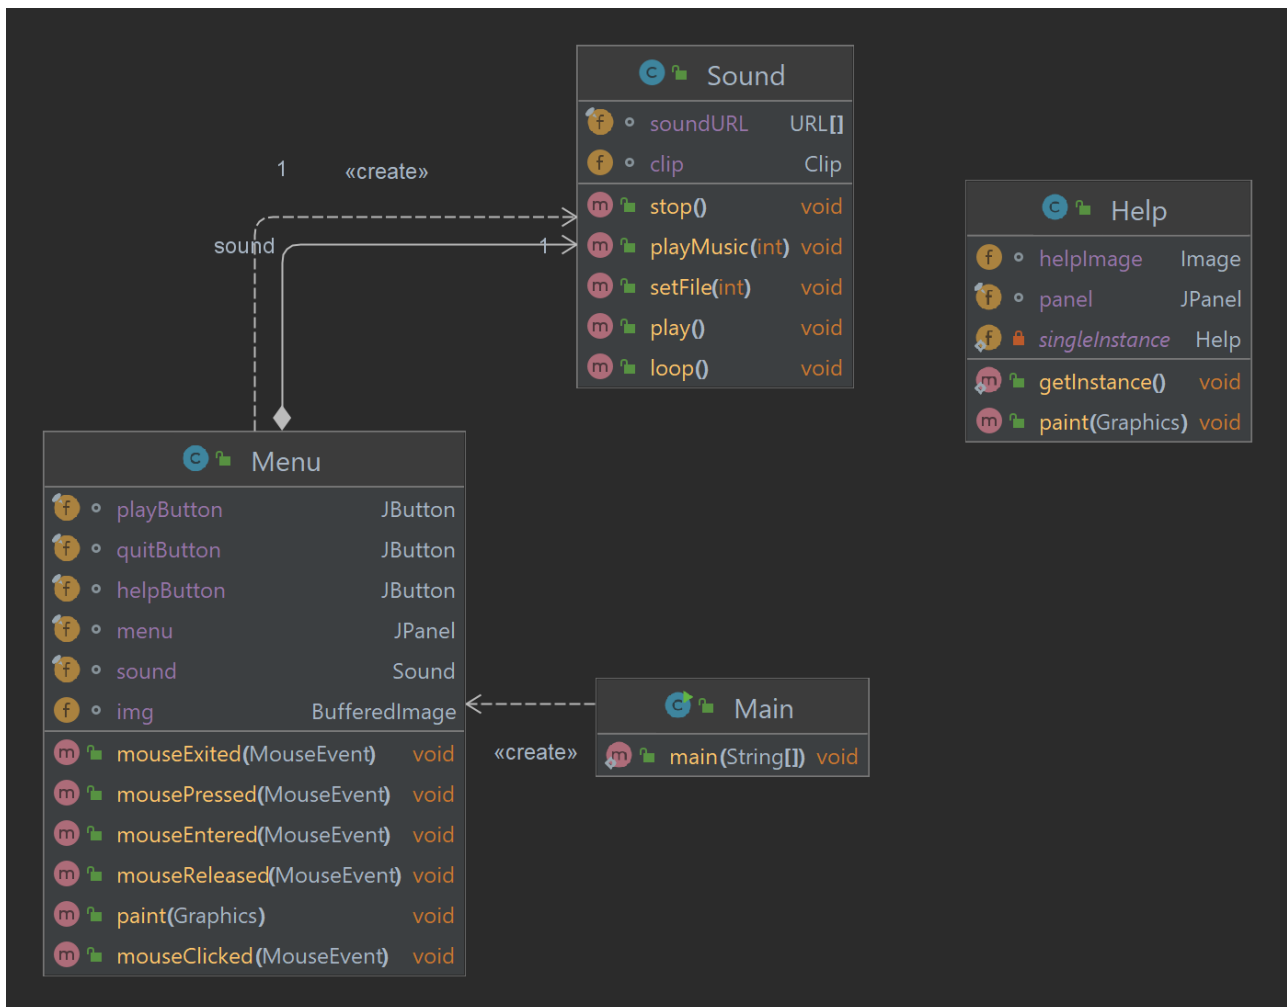 Sound
soundURL URL[]
clip Clip
stop() void
playMusic(int) void
setFile(int) void
play() void
loop() void
1 «create»
sound 1
Help
helpImage Image
panel JPanel
singleInstance Help
getInstance() void
paint(Graphics) void
Menu
playButton JButton
quitButton JButton
helpButton JButton
menu JPanel
sound Sound
img BufferedImage
mouseExited(MouseEvent) void
mousePressed(MouseEvent) void
mouseEntered(MouseEvent) void
mouseReleased(MouseEvent) void
paint(Graphics) void
mouseClicked(MouseEvent) void
«create»
Main
main(String[]) void